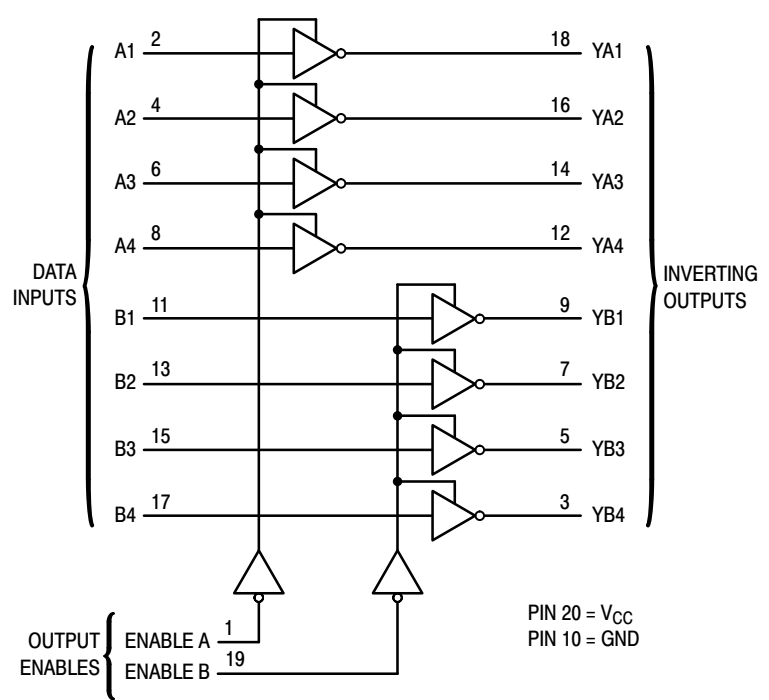 A1 2 18 YA1
A2 4 16 YA2
A3 6 14 YA3
A4 8 12 YA4
DATA
INPUTS
INVERTING
OUTPUTS
B1 11 9 YB1
B2 13 7 YB2
B3 15 5 YB3
B4 17 3 YB4
OUTPUT
ENABLES
ENABLE A 1
ENABLE B 19
PIN 20 = VCC
PIN 10 = GND